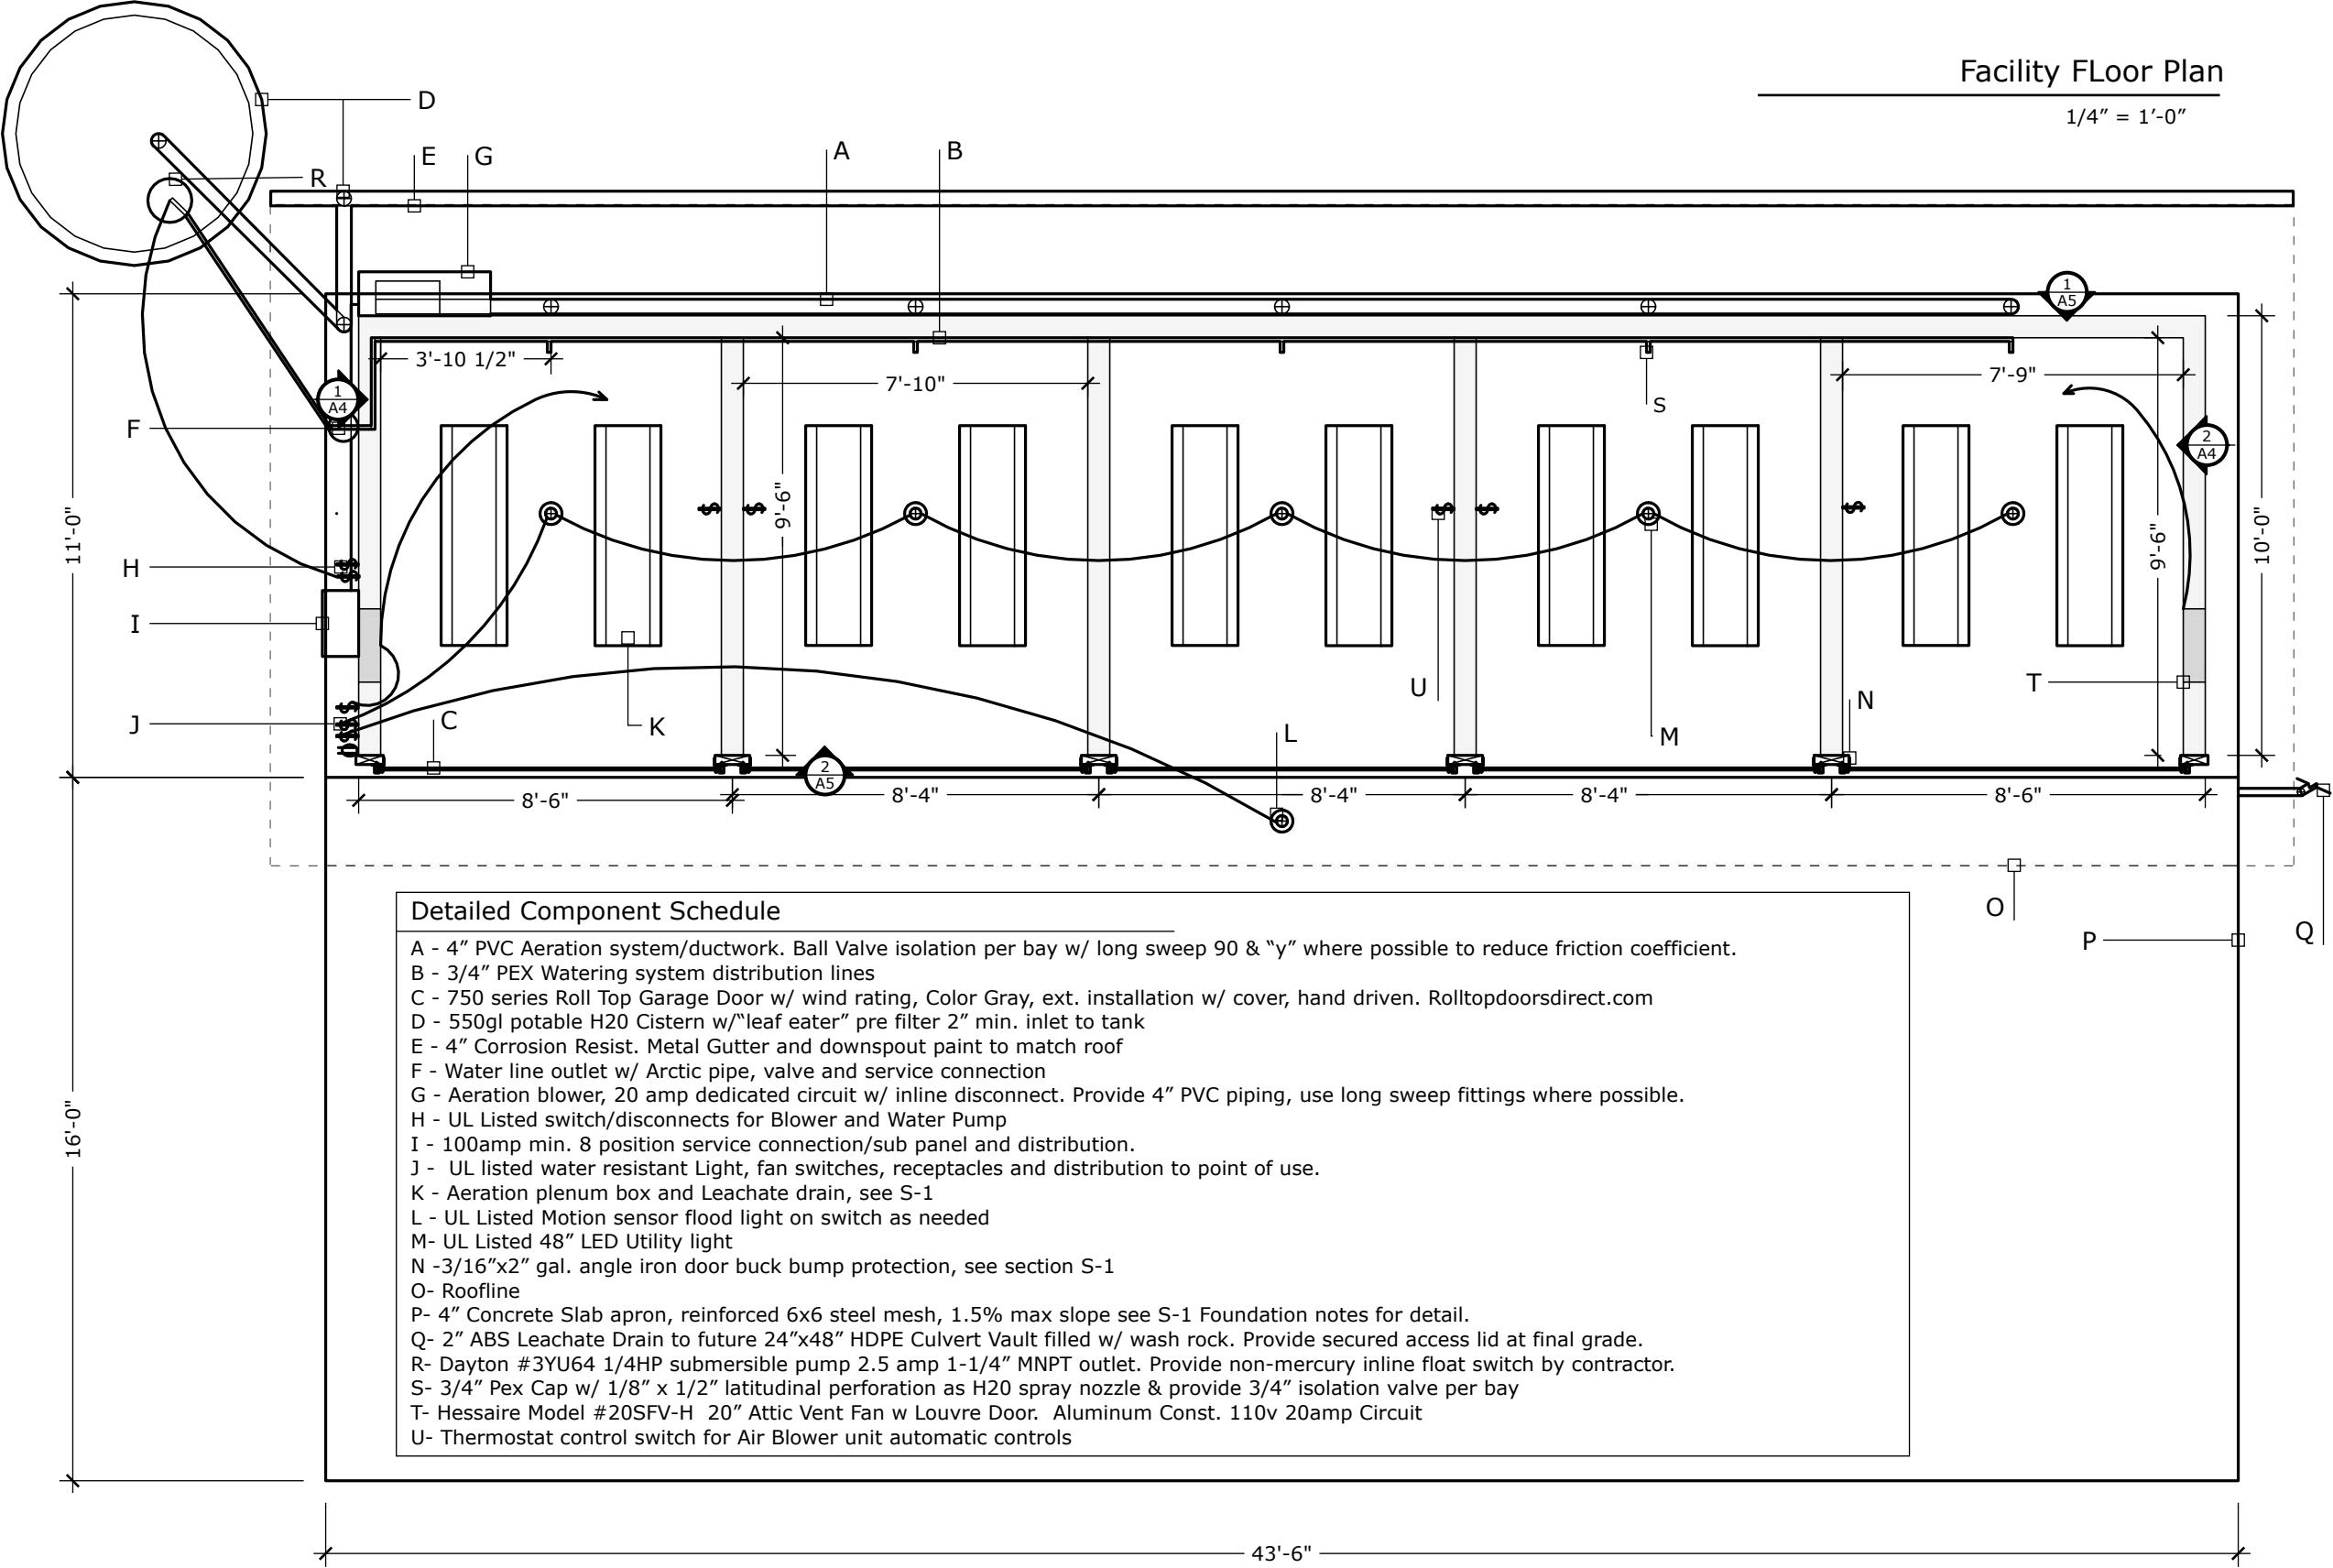 Facility FLoor Plan
1/4” = 1’-0”
D
E
G
A
B
R
1
A5
3'-10 1/2"
7'-10"
7'-9"
1
A4
S
F
2
A4
11'-0"
9'-6"
9'-6"
10'-0"
H
I
U
T
N
J
C
K
L
M
2
A5
8'-6"
8'-4"
8'-4"
8'-4"
8'-6"
O
P
Q
16'-0"
Detailed Component Schedule
A - 4” PVC Aeration system/ductwork. Ball Valve isolation per bay w/ long sweep 90 & “y” where possible to reduce friction coefficient.
B - 3/4” PEX Watering system distribution lines
C - 750 series Roll Top Garage Door w/ wind rating, Color Gray, ext. installation w/ cover, hand driven. Rolltopdoorsdirect.com
D - 550gl potable H20 Cistern w/“leaf eater” pre filter 2” min. inlet to tank
E - 4” Corrosion Resist. Metal Gutter and downspout paint to match roof
F - Water line outlet w/ Arctic pipe, valve and service connection
G - Aeration blower, 20 amp dedicated circuit w/ inline disconnect. Provide 4” PVC piping, use long sweep fittings where possible.
H - UL Listed switch/disconnects for Blower and Water Pump
I - 100amp min. 8 position service connection/sub panel and distribution.
J -  UL listed water resistant Light, fan switches, receptacles and distribution to point of use.
K - Aeration plenum box and Leachate drain, see S-1
L - UL Listed Motion sensor flood light on switch as needed
M- UL Listed 48” LED Utility light
N -3/16”x2” gal. angle iron door buck bump protection, see section S-1
O- Roofline
P- 4” Concrete Slab apron, reinforced 6x6 steel mesh, 1.5% max slope see S-1 Foundation notes for detail.
Q- 2” ABS Leachate Drain to future 24”x48” HDPE Culvert Vault filled w/ wash rock. Provide secured access lid at final grade.
R- Dayton #3YU64 1/4HP submersible pump 2.5 amp 1-1/4” MNPT outlet. Provide non-mercury inline float switch by contractor.
S- 3/4” Pex Cap w/ 1/8” x 1/2” latitudinal perforation as H20 spray nozzle & provide 3/4” isolation valve per bay
T- Hessaire Model #20SFV-H  20” Attic Vent Fan w Louvre Door.  Aluminum Const. 110v 20amp Circuit
U- Thermostat control switch for Air Blower unit automatic controls
43'-6"